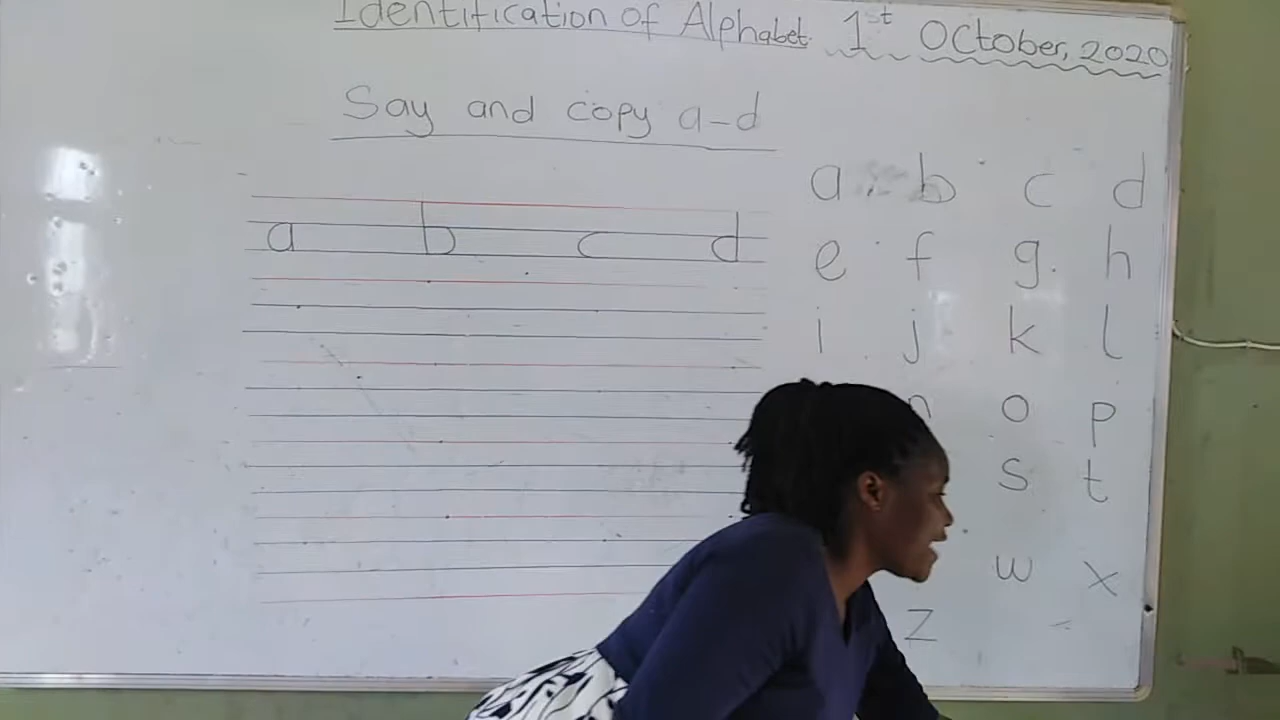 Identification of Alphabet 1st October, 2020
Say and copy a-d
a b c d
a b c d
e f g h
i j k l
n o p
s t
w x
z